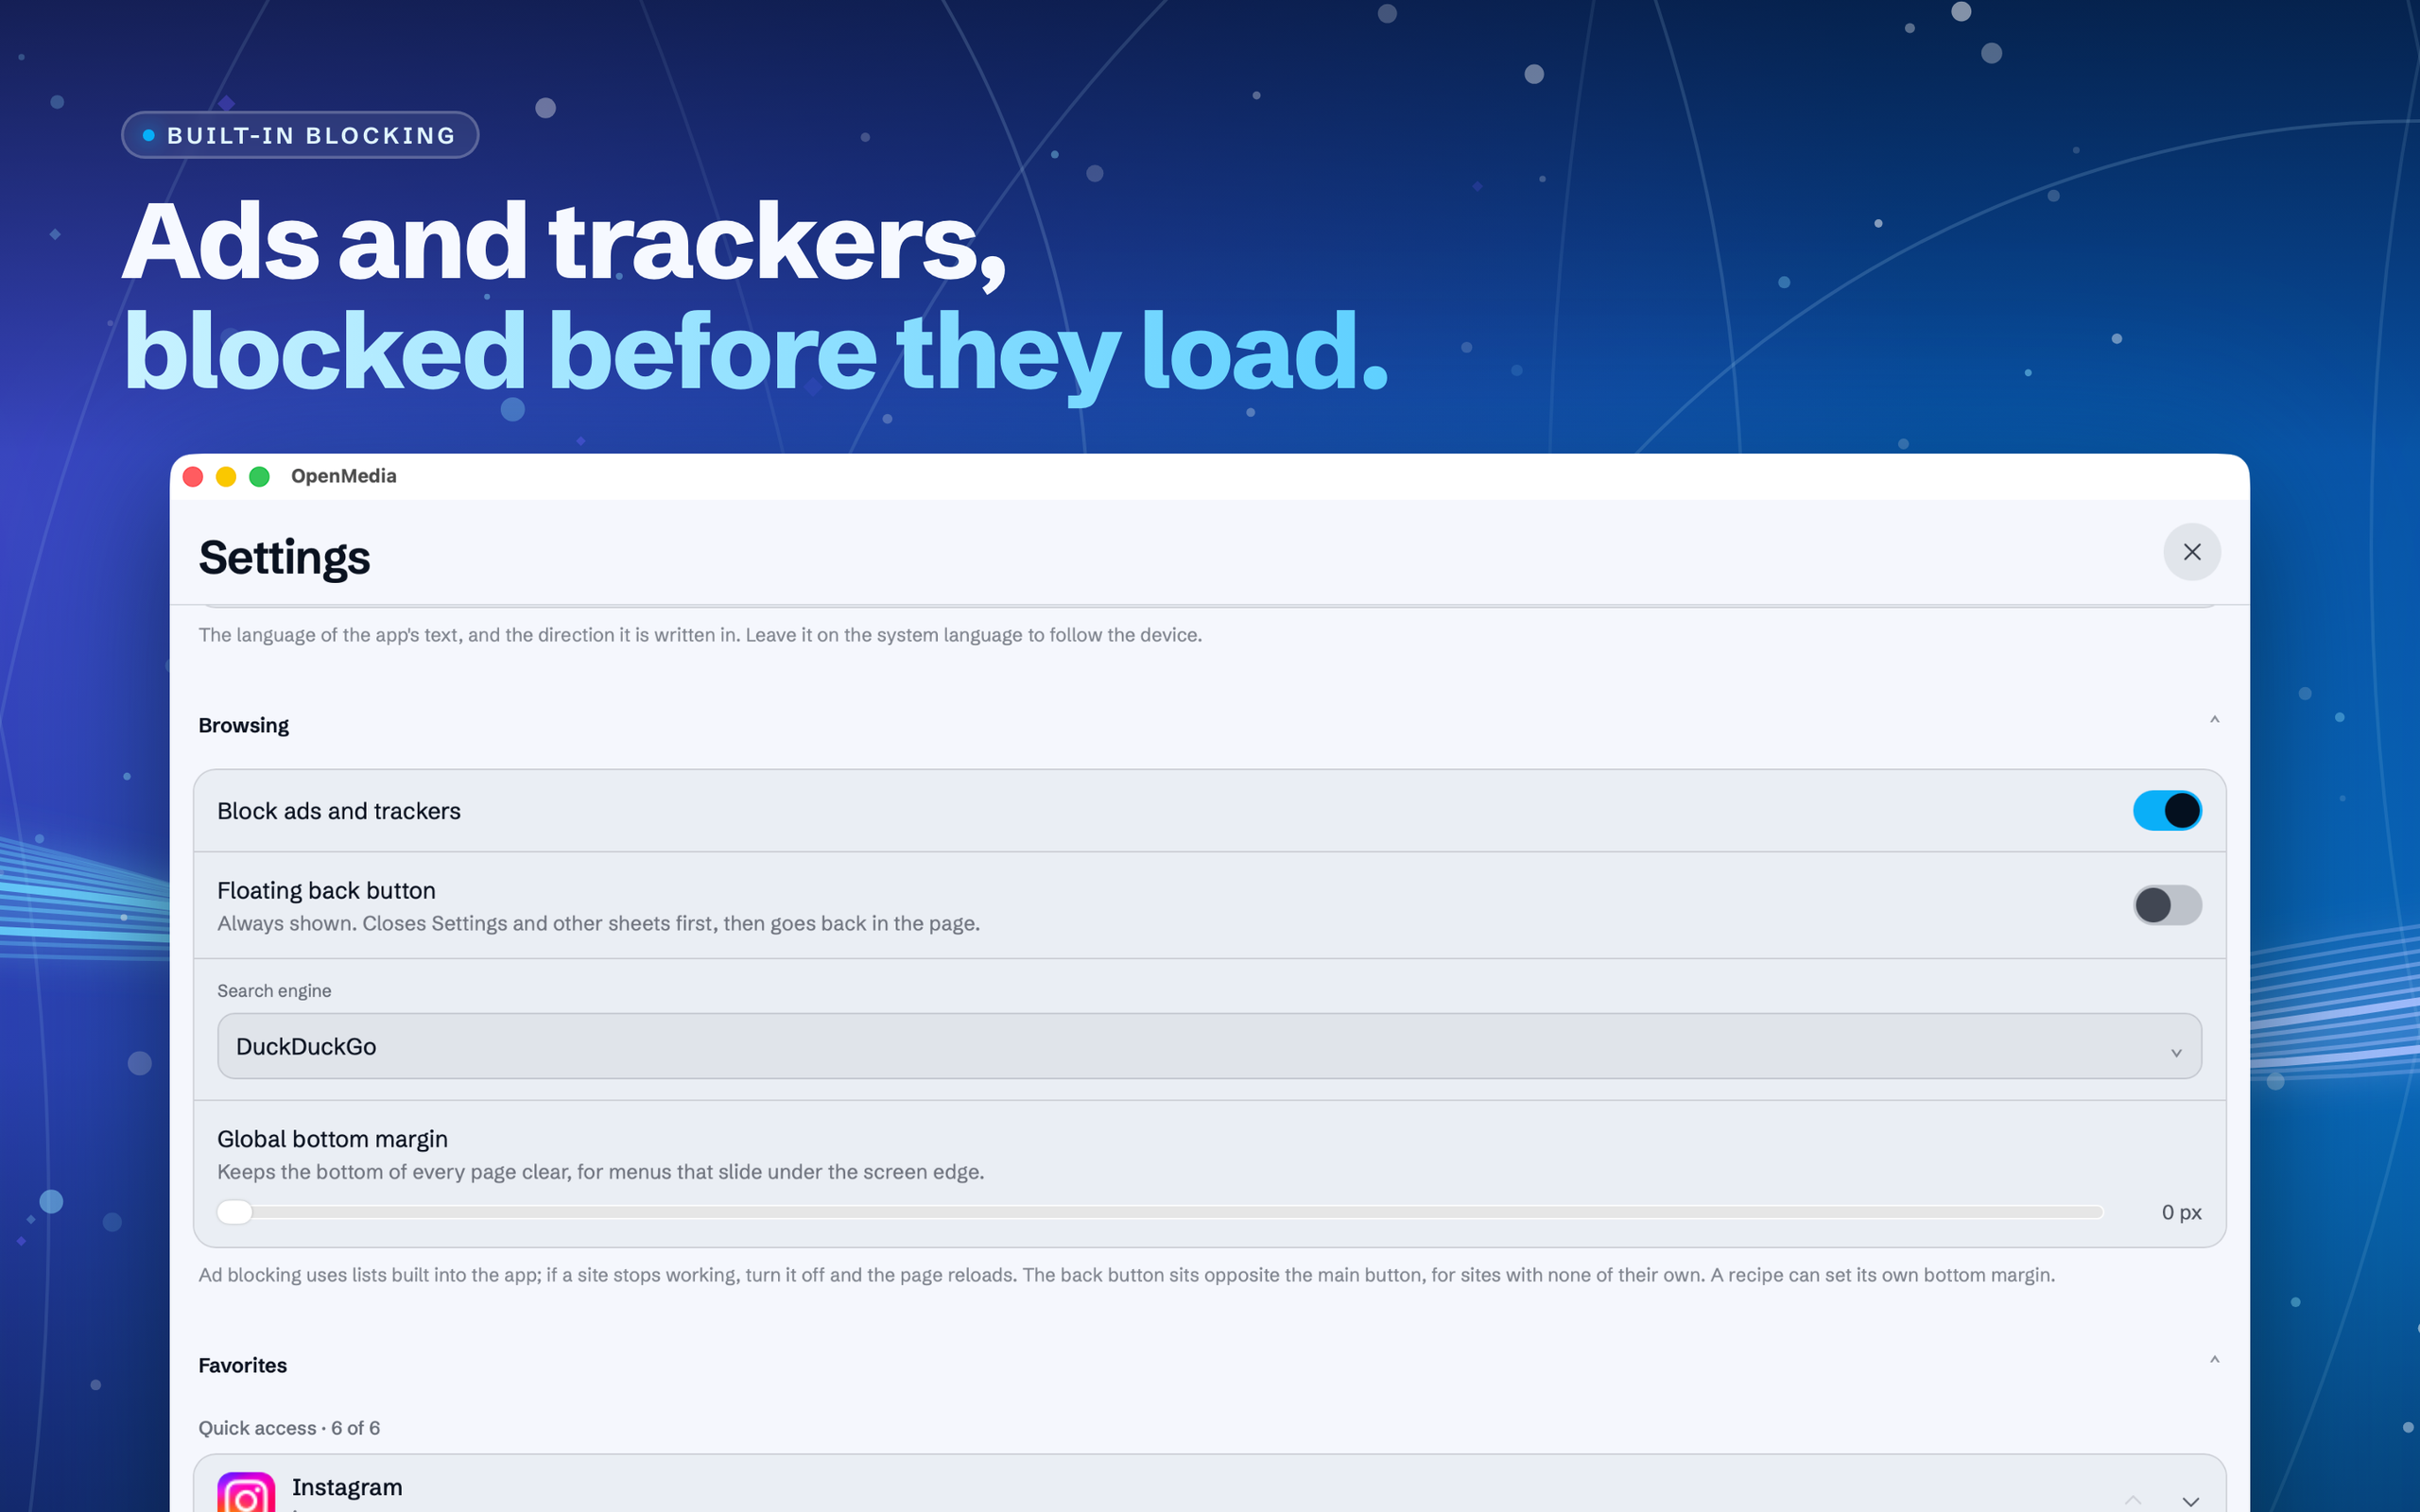 BUILT-IN BLOCKING
Ads and trackers,
blocked before they load.
OpenMedia
Settings
The language of the app's text, and the direction it is written in. Leave it on the system language to follow the device.
Browsing
Block ads and trackers
Floating back button
Always shown. Closes Settings and other sheets first, then goes back in the page.
Search engine
DuckDuckGo
Global bottom margin
Keeps the bottom of every page clear, for menus that slide under the screen edge.
0 px
Ad blocking uses lists built into the app; if a site stops working, turn it off and the page reloads. The back button sits opposite the main button, for sites with none of their own. A recipe can set its own bottom margin.
Favorites
Quick access · 6 of 6
Instagram